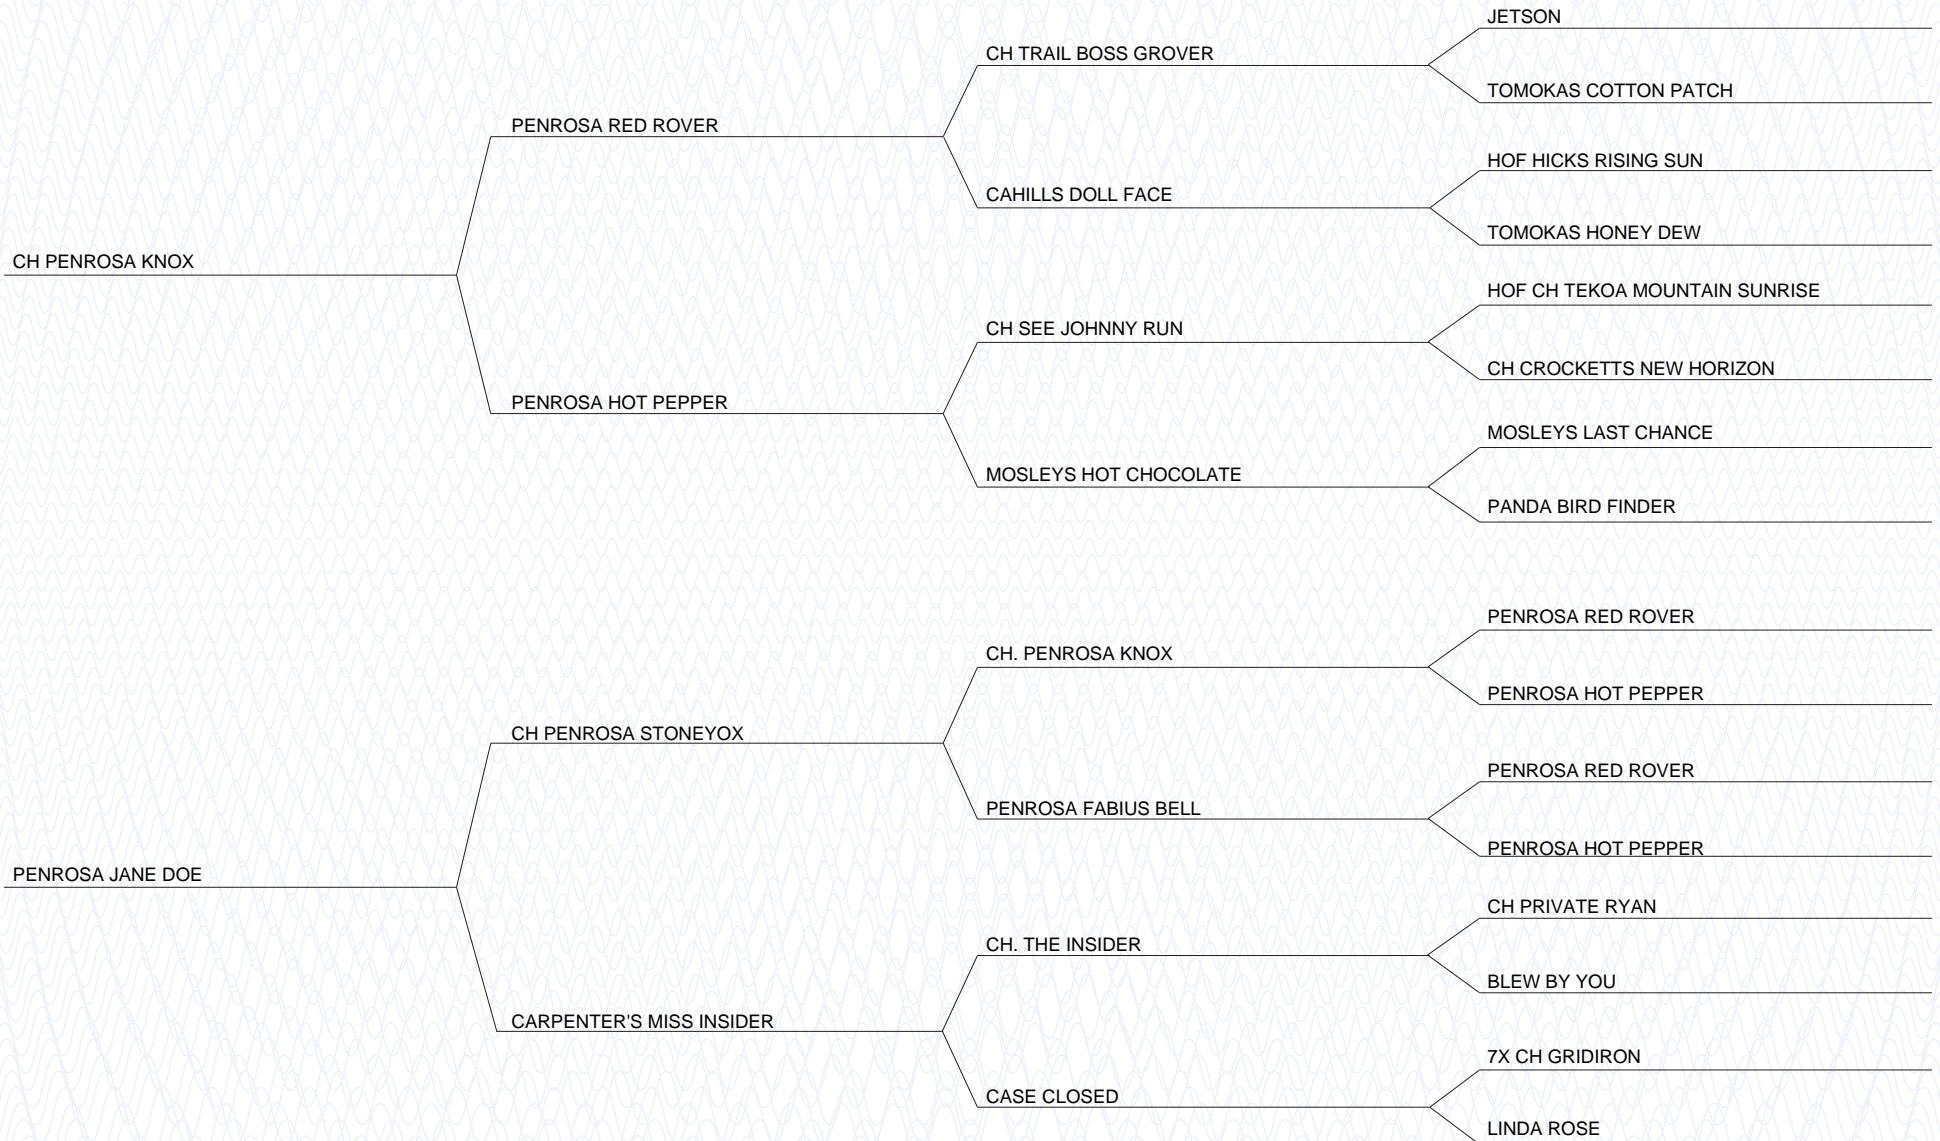 JETSON
CH TRAIL BOSS GROVER
TOMOKAS COTTON PATCH
PENROSA RED ROVER
HOF HICKS RISING SUN
CAHILLS DOLL FACE
TOMOKAS HONEY DEW
CH PENROSA KNOX
HOF CH TEKOA MOUNTAIN SUNRISE
CH SEE JOHNNY RUN
CH CROCKETTS NEW HORIZON
PENROSA HOT PEPPER
MOSLEYS LAST CHANCE
MOSLEYS HOT CHOCOLATE
PANDA BIRD FINDER
PENROSA RED ROVER
CH. PENROSA KNOX
PENROSA HOT PEPPER
CH PENROSA STONEYOX
PENROSA RED ROVER
PENROSA FABIUS BELL
PENROSA HOT PEPPER
PENROSA JANE DOE
CH PRIVATE RYAN
CH. THE INSIDER
BLEW BY YOU
CARPENTER'S MISS INSIDER
7X CH GRIDIRON
CASE CLOSED
LINDA ROSE